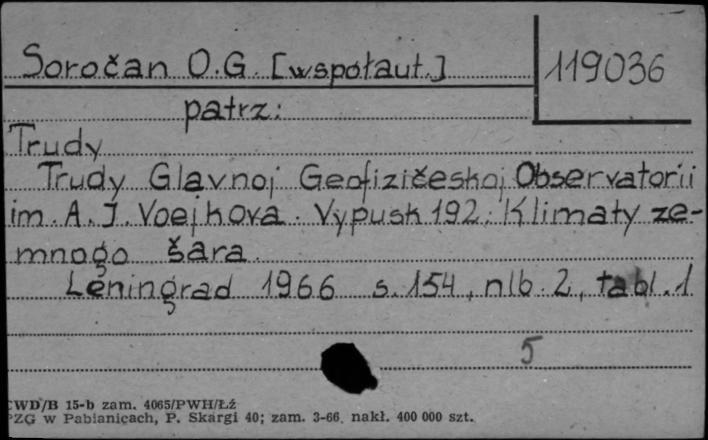 Soročan O.G. [współaut.]
119036
patrz:
Trudy
Trudy Glavnoj Geofizičeskoj Observatorii
im. A. J. Voejkova. Vypusk 192: Klimaty ze-
mnogo šara.
Leningrad 1966 s. 154, nlb. 2, tabl. 1
5
CWD/B 15-b zam. 4065/PWH/Łź
PZG w Pabianicach, P. Skargi 40; zam. 3-66. nakł. 400 000 szt.